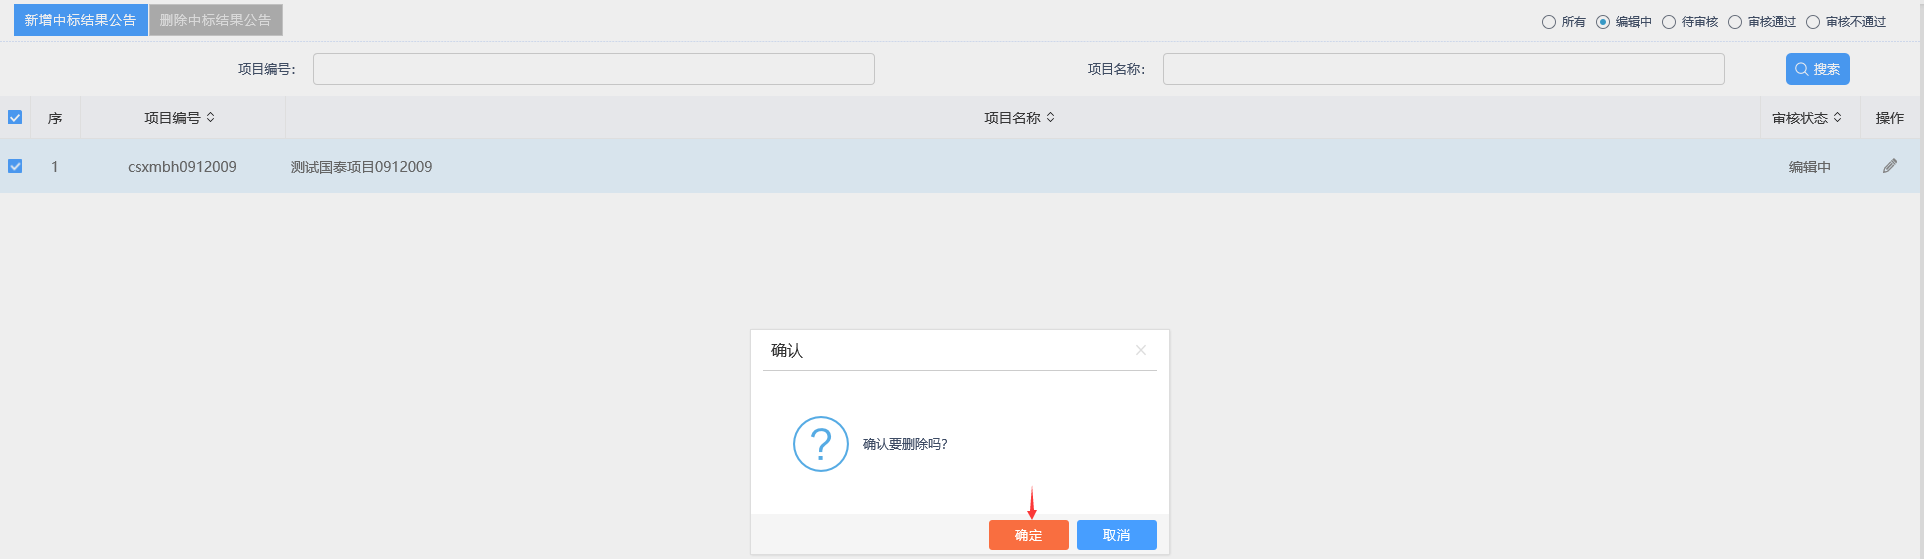 新增中标结果公告 删除中标结果公告 所有 编辑中 待审核 审核通过 审核不通过
项目编号： 项目名称： 搜索
序 项目编号 项目名称 审核状态 操作
1 csxmbh0912009 测试国泰项目0912009 编辑中
确认
?
确认要删除吗?
确定 取消